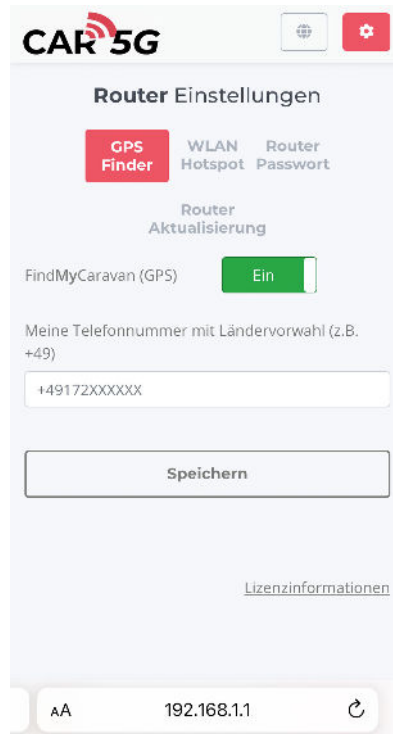 CAR 5G
Router Einstellungen
GPS
Finder
WLAN
Hotspot
Router
Passwort
Router
Aktualisierung
FindMyCaravan (GPS)
Ein
Meine Telefonnummer mit Ländervorwahl (z.B.
+49)
+49172XXXXXX
Speichern
Lizenzinformationen
AA
192.168.1.1